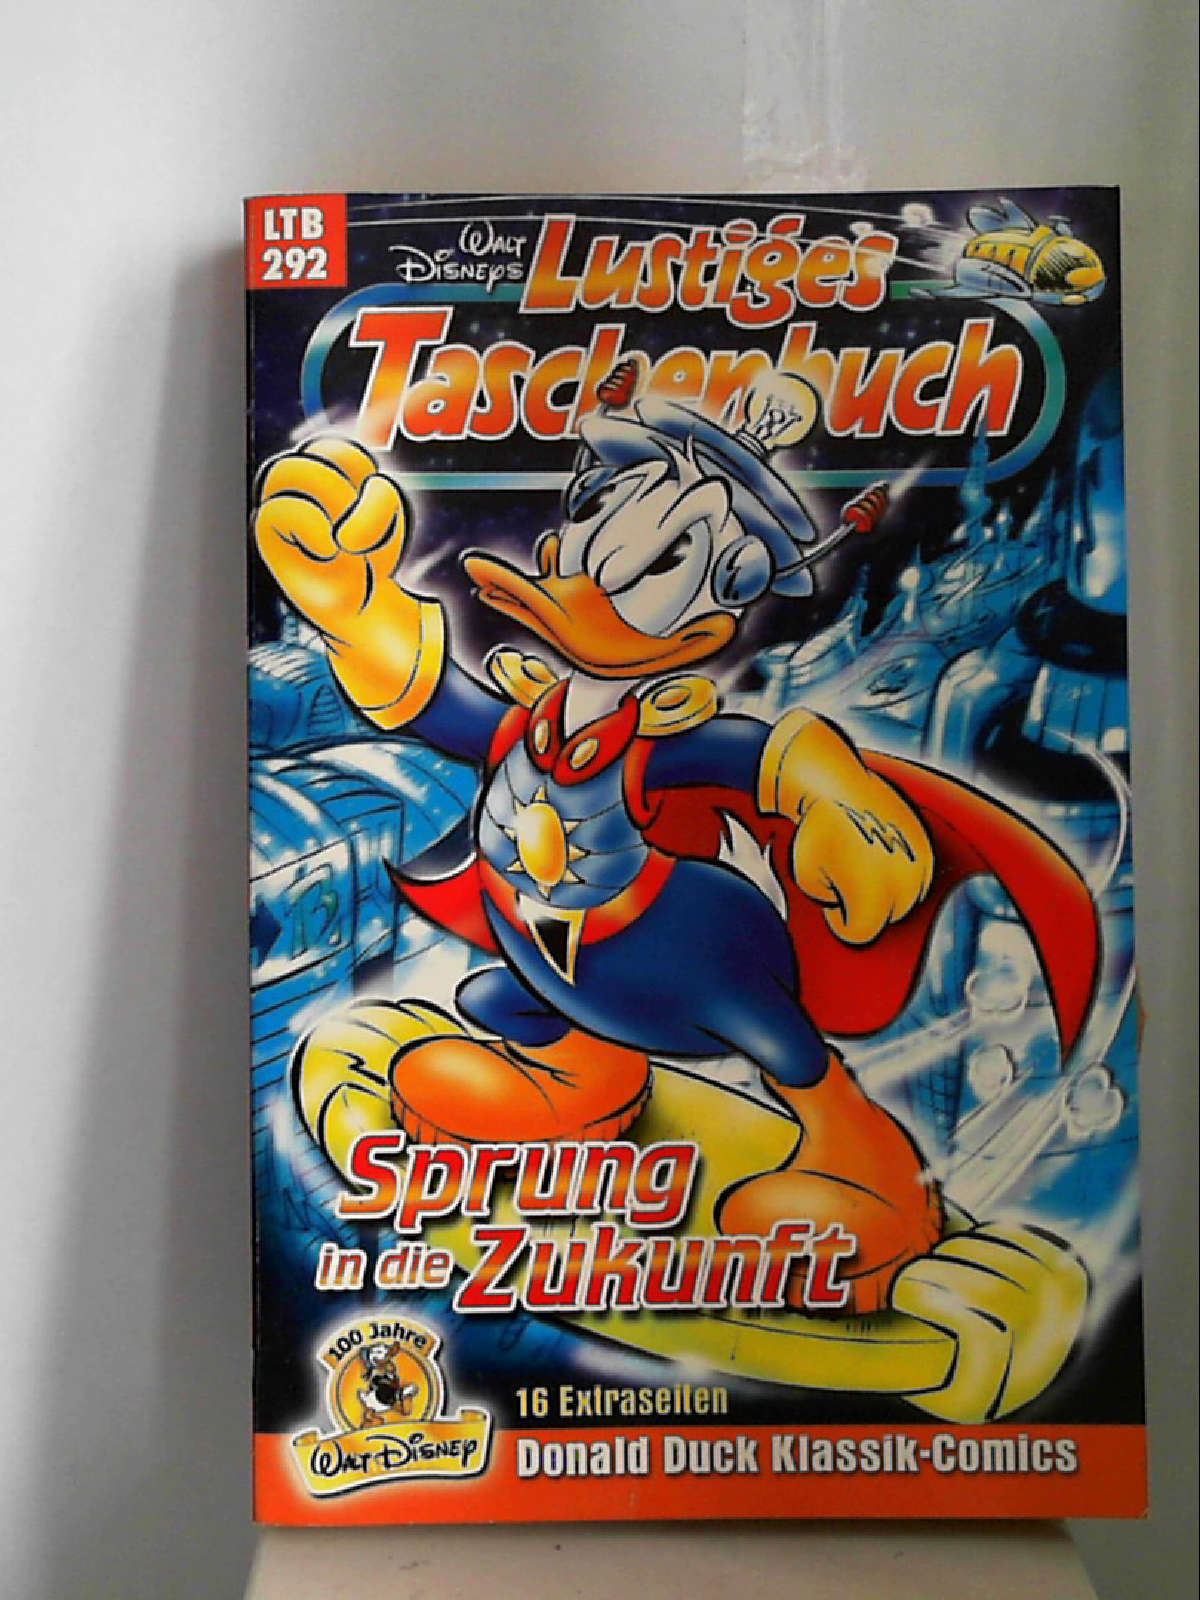 LTB
292
Walt
Disneys
Lustiges
Taschenbuch
Sprung
in die Zukunft
100 Jahre
Walt Disney
16 Extraseiten
Donald Duck Klassik-Comics